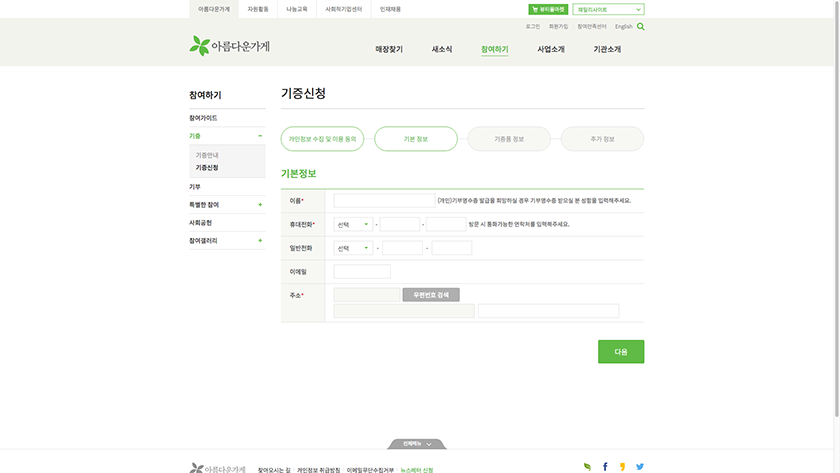 아름다운가게 자원활동 나눔교육 사회적기업센터 인재채용 뷰티풀마켓 패밀리사이트
로그인 회원가입 참여만족센터 English
아름다운가게 매장찾기 새소식 참여하기 사업소개 기관소개
참여하기
참여가이드
기증
기증안내
기증신청
기부
특별한 참여
사회공헌
참여갤러리
기증신청
개인정보 수집 및 이용 동의 기본 정보 기증품 정보 추가 정보
기본정보
이름* (개인)기부영수증 발급을 희망하실 경우 기부영수증 받으실 분 성함을 입력해주세요.
휴대전화* 선택 - - 방문 시 통화가능한 연락처를 입력해주세요.
일반전화 선택 - -
이메일
주소* 우편번호 검색
다음
전체메뉴
아름다운가게 찾아오시는 길 개인정보 취급방침 이메일무단수집거부 뉴스레터 신청